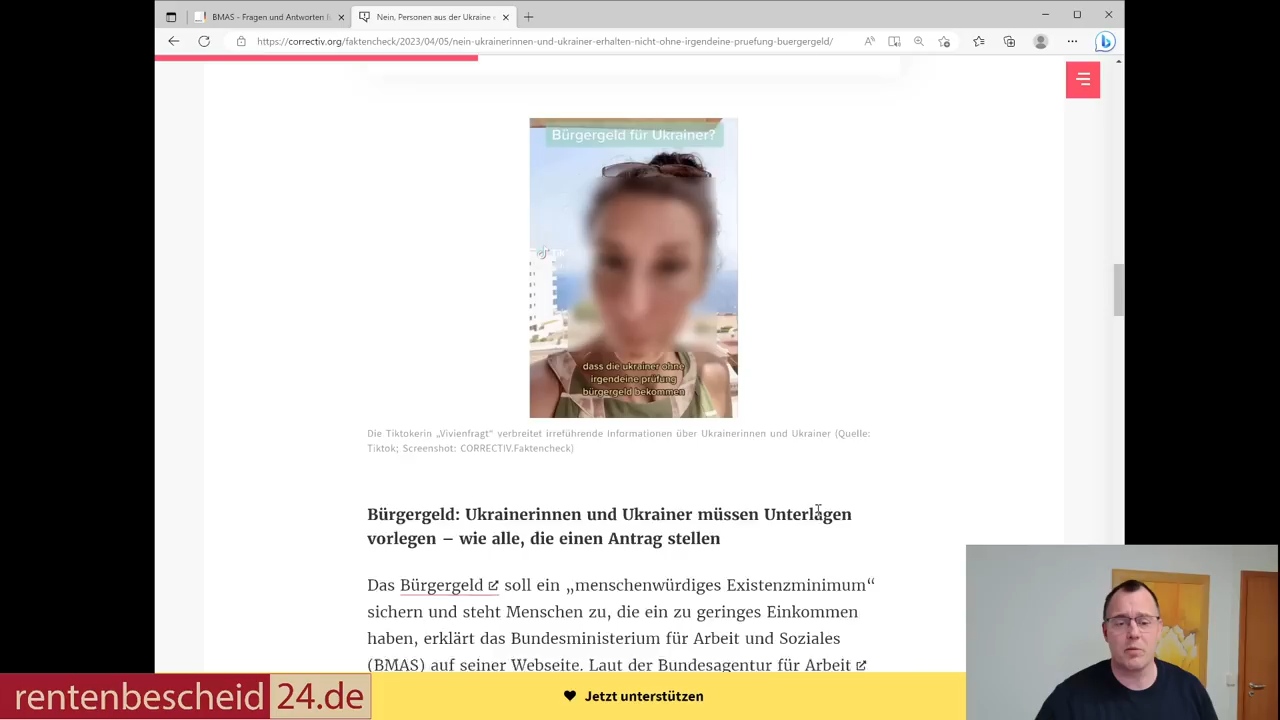 BMAS - Fragen und Antworten
Nein, Personen aus der Ukraine
https://correctiv.org/faktencheck/2023/04/05/nein-ukrainerinnen-und-ukrainer-erhalten-nicht-ohne-irgendeine-pruefung-buergergeld/
Bürgergeld für Ukrainer?
dass die ukrainer ohne
irgendeine prüfung
bürgergeld bekommen
Die Tiktokerin „Vivienfragt“ verbreitet irreführende Informationen über Ukrainerinnen und Ukrainer (Quelle:
Tiktok; Screenshot: CORRECTIV.Faktencheck)
Bürgergeld: Ukrainerinnen und Ukrainer müssen Unterlagen
vorlegen – wie alle, die einen Antrag stellen
Das Bürgergeld soll ein „menschenwürdiges Existenzminimum“
sichern und steht Menschen zu, die ein zu geringes Einkommen
haben, erklärt das Bundesministerium für Arbeit und Soziales
(BMAS) auf seiner Webseite. Laut der Bundesagentur für Arbeit
Jetzt unterstützen
rentenbescheid24.de